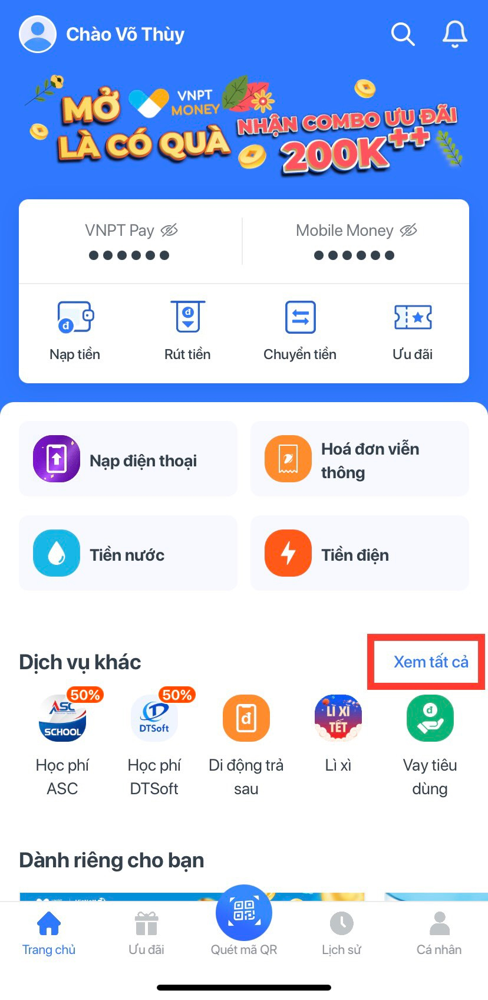 Chào Võ Thùy
MỞ
VNPT
MONEY
LÀ CÓ QUÀ
NHẬN COMBO ƯU ĐÃI
200K++
VNPT Pay
Mobile Money
đ
đ
Nạp tiền
Rút tiền
Chuyển tiền
Ưu đãi
Nạp điện thoại
Hoá đơn viễn
thông
Tiền nước
Tiền điện
Dịch vụ khác
Xem tất cả
50%
50%
ASC
SCHOOL
DTSoft
đ
LÌ XÌ
TẾT
đ
Học phí
ASC
Học phí
DTSoft
Di động trả
sau
Lì xì
Vay tiêu
dùng
Dành riêng cho bạn
VNPT
Trang chủ
Ưu đãi
Quét mã QR
Lịch sử
Cá nhân